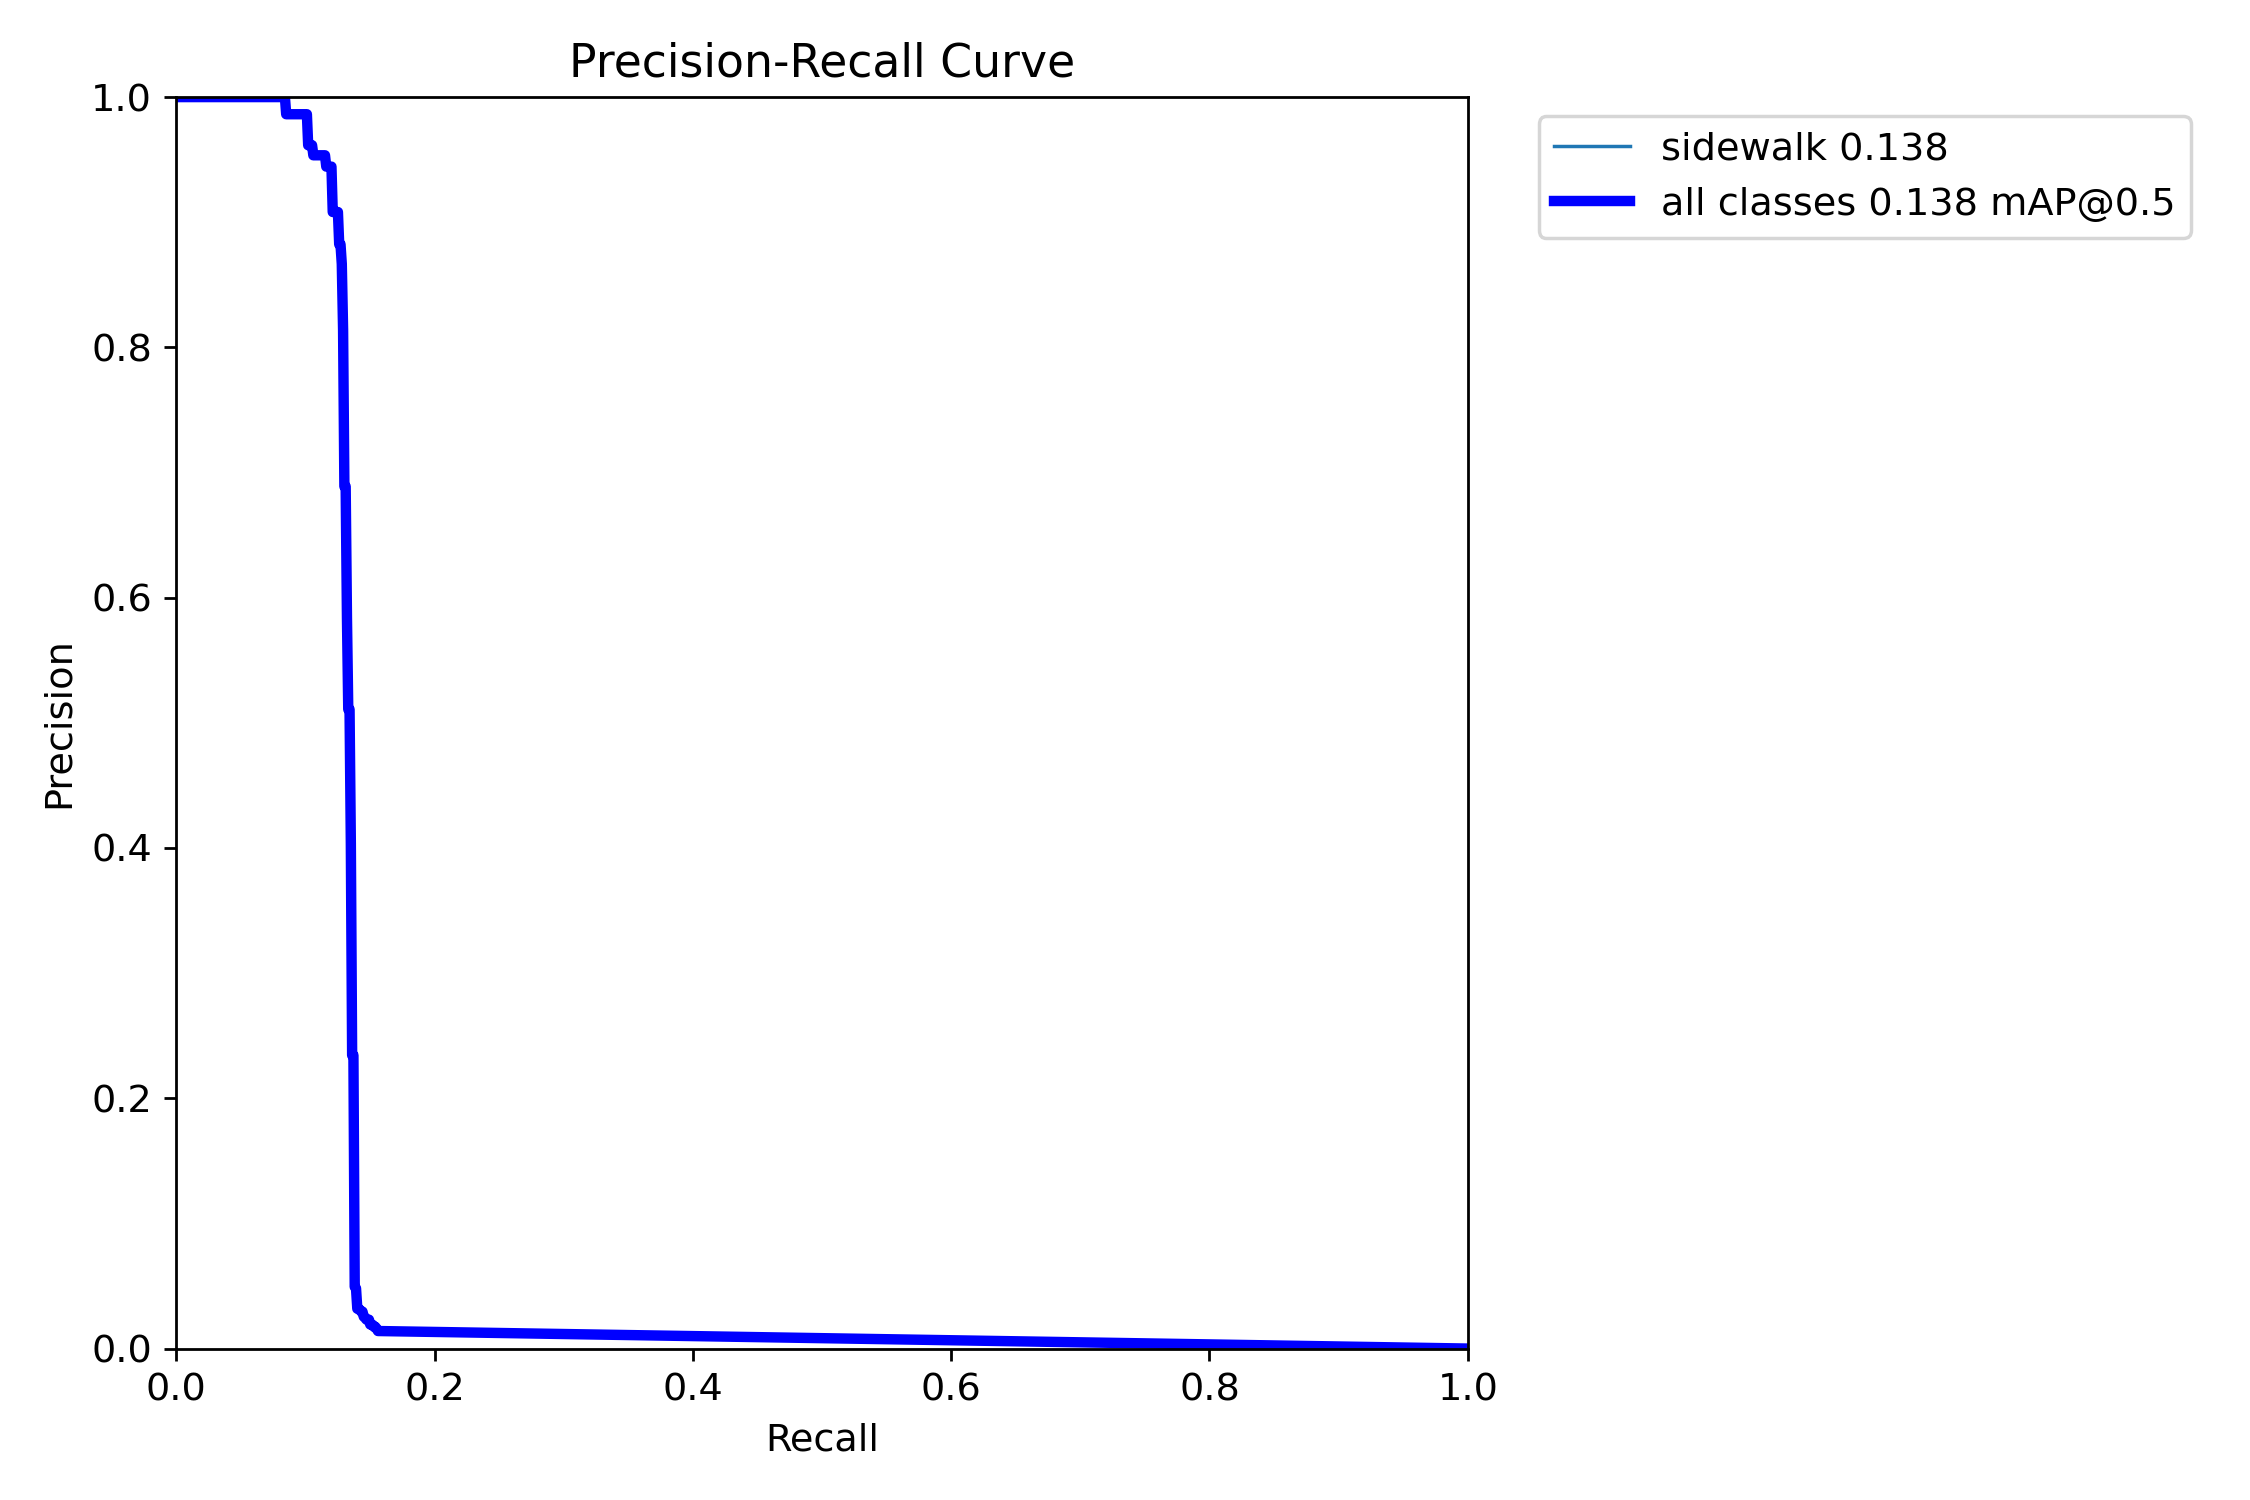 Precision-Recall Curve
sidewalk 0.138
all classes 0.138 mAP@0.5
1.0
0.8
0.6
0.4
0.2
0.0
Precision
0.0 0.2 0.4 0.6 0.8 1.0
Recall